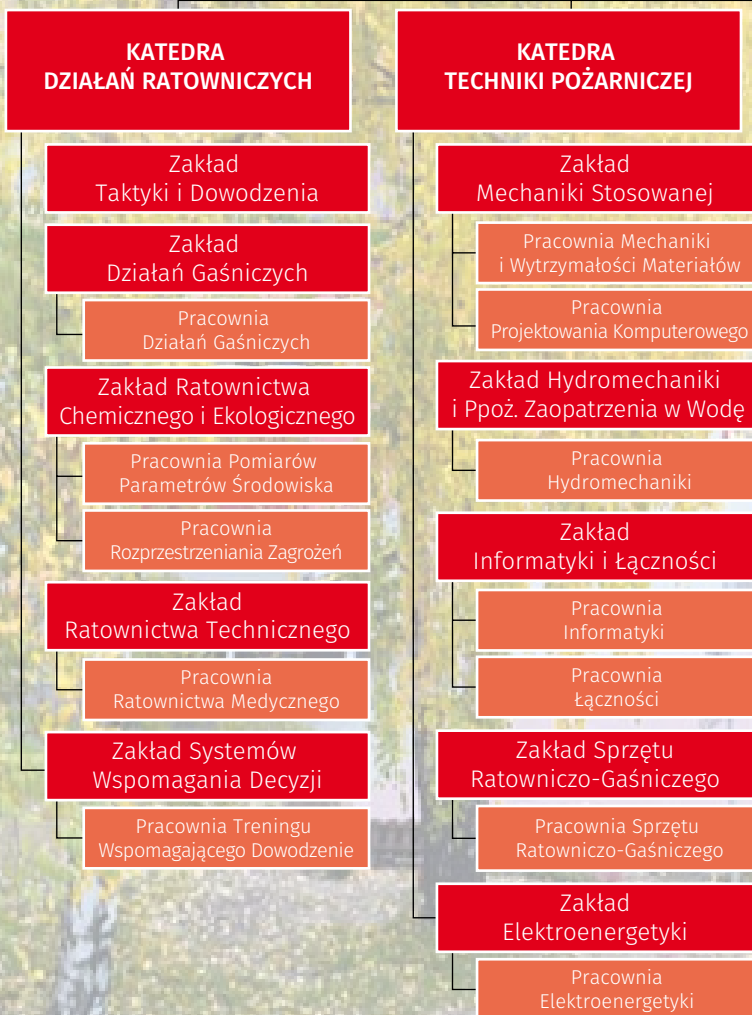 KATEDRA
DZIAŁAŃ RATOWNICZYCH
Zakład
Taktyki i Dowodzenia
Zakład
Działań Gaśniczych
Pracownia
Działań Gaśniczych
Zakład Ratownictwa
Chemicznego i Ekologicznego
Pracownia Pomiarów
Parametrów Środowiska
Pracownia
Rozprzestrzeniania Zagrożeń
Zakład
Ratownictwa Technicznego
Pracownia
Ratownictwa Medycznego
Zakład Systemów
Wspomagania Decyzji
Pracownia Treningu
Wspomagającego Dowodzenie
KATEDRA
TECHNIKI POŻARNICZEJ
Zakład
Mechaniki Stosowanej
Pracownia Mechaniki
i Wytrzymałości Materiałów
Pracownia
Projektowania Komputerowego
Zakład Hydromechaniki
i Ppoż. Zaopatrzenia w Wodę
Pracownia
Hydromechaniki
Zakład
Informatyki i Łączności
Pracownia
Informatyki
Pracownia
Łączności
Zakład Sprzętu
Ratowniczo-Gaśniczego
Pracownia Sprzętu
Ratowniczo-Gaśniczego
Zakład
Elektroenergetyki
Pracownia
Elektroenergetyki